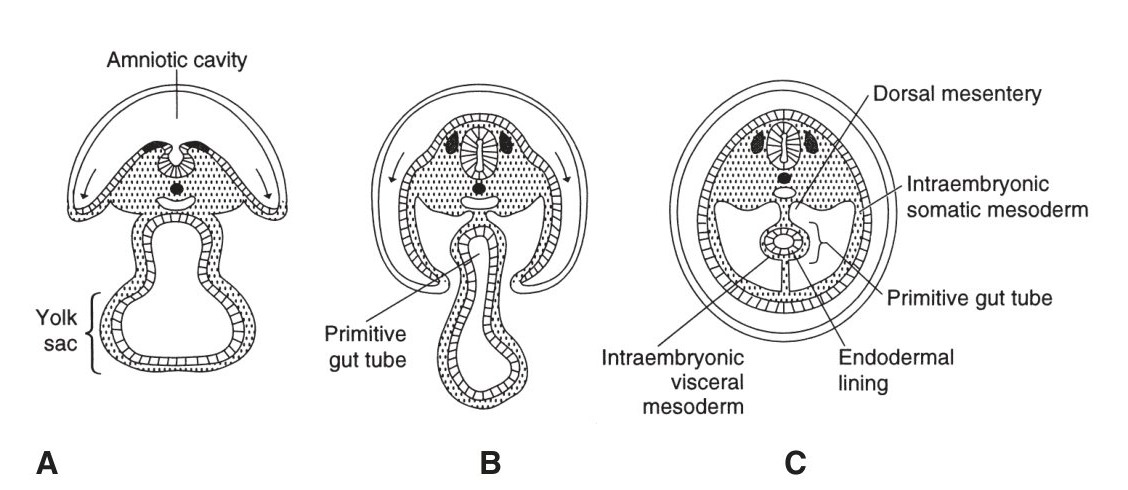 Amniotic cavity
Yolk
sac
Primitive
gut tube
Dorsal mesentery
Intraembryonic
somatic mesoderm
Primitive gut tube
Intraembryonic
visceral
mesoderm
Endodermal
lining
A
B
C